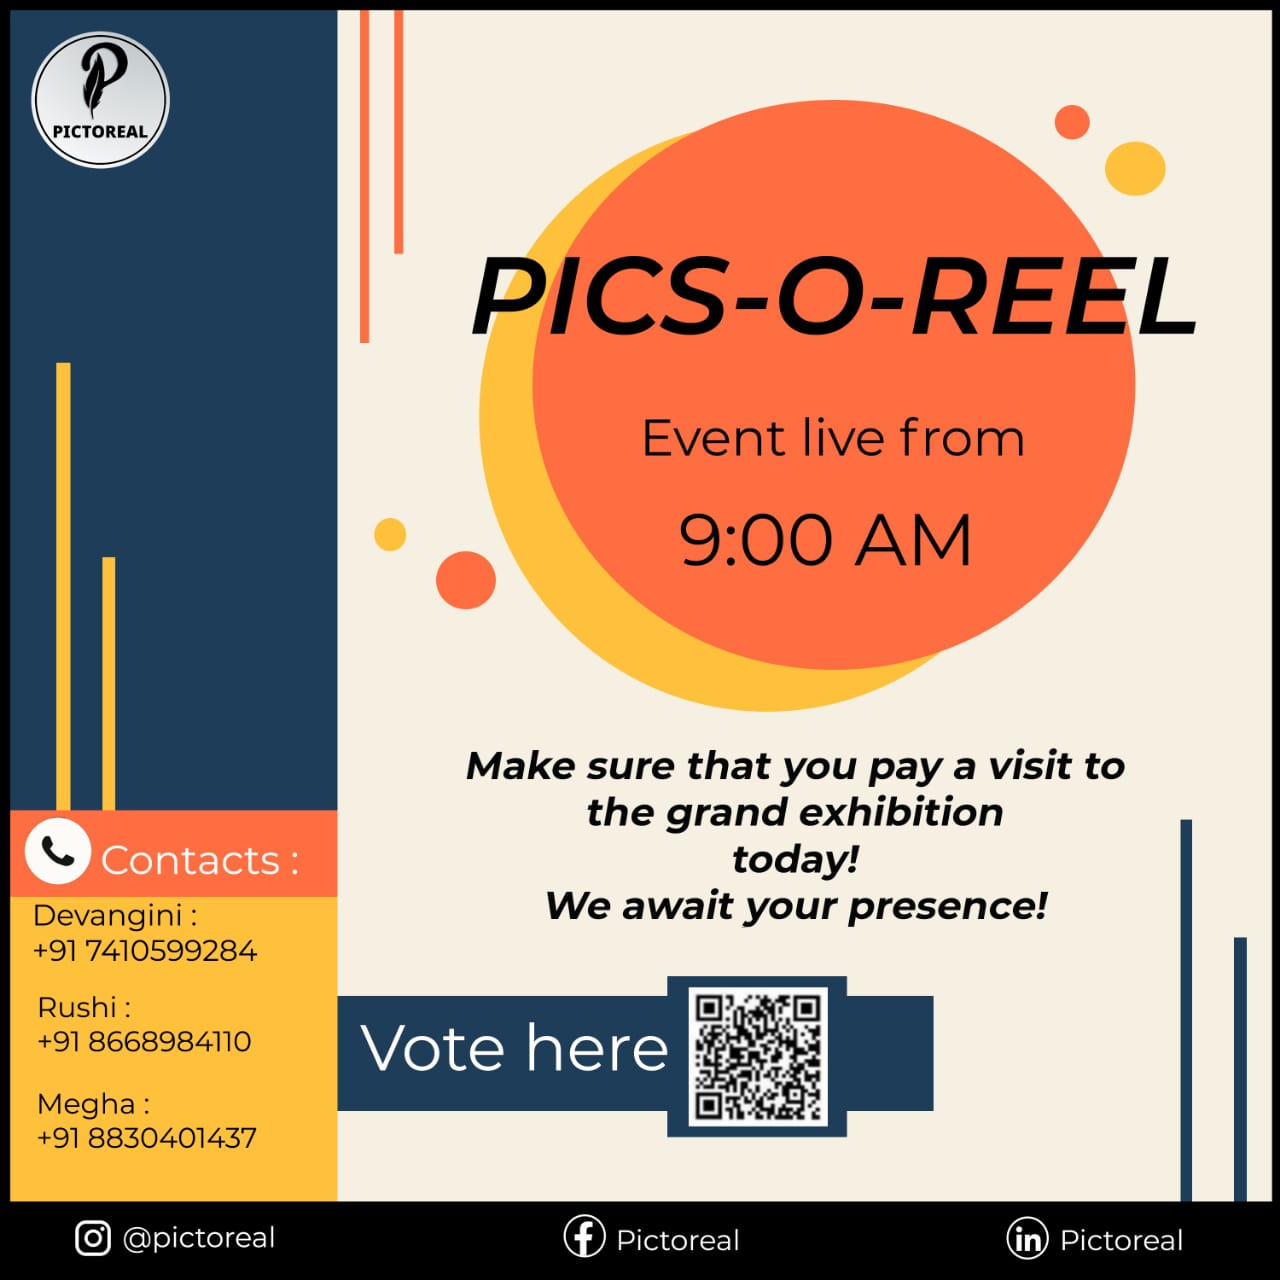 PICTOREAL
PICS-O-REEL
Event live from
9:00 AM
Make sure that you pay a visit to
the grand exhibition
today!
We await your presence!
Contacts :
Devangini :
+91 7410599284
Rushi :
+91 8668984110
Megha :
+91 8830401437
Vote here
@pictoreal
Pictoreal
Pictoreal